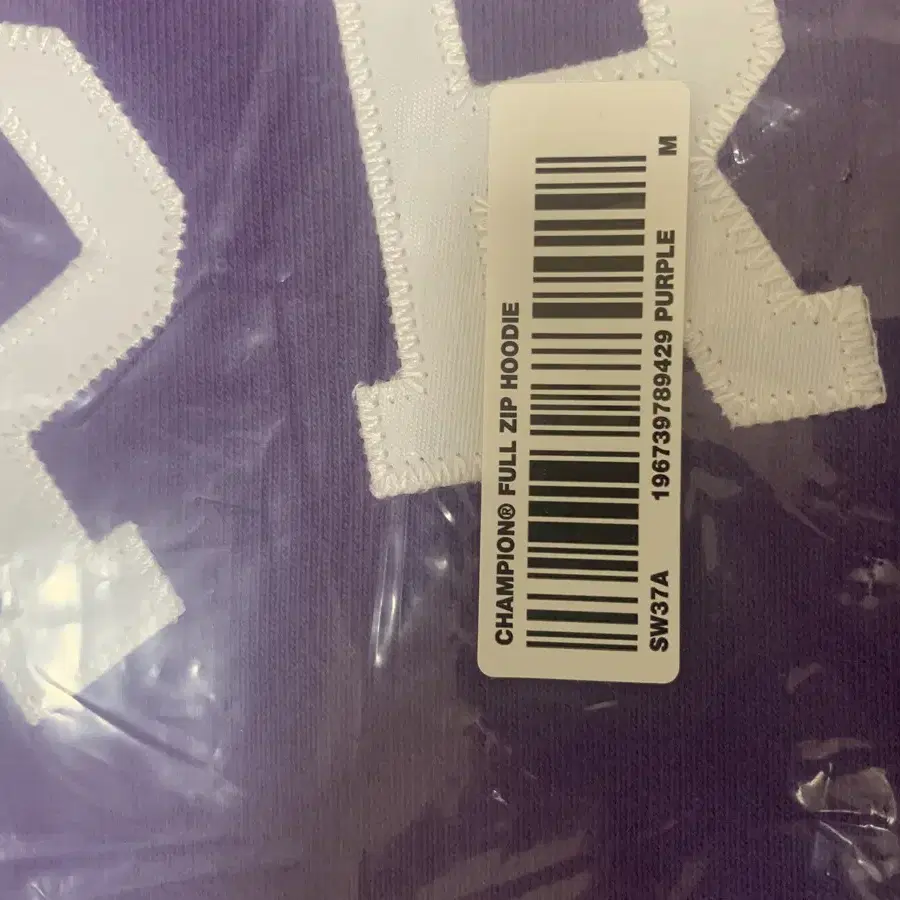 CHAMPION® FULL ZIP HOODIE
SW37A 196739789429 PURPLE M
R